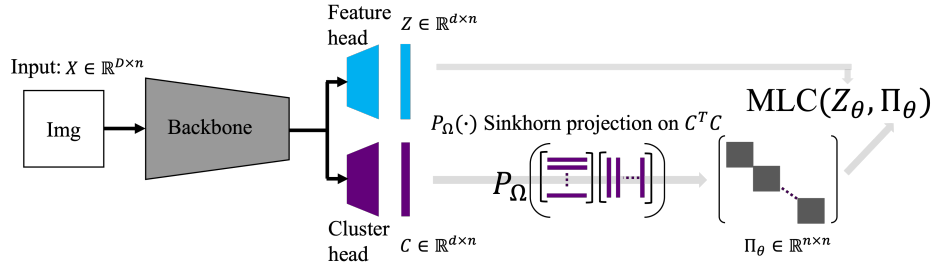 Feature
head
Z ∈ ℝ^{d×n}
Input: X ∈ ℝ^{D×n}
Img
Backbone
MLC(Z_θ, Π_θ)
P_Ω(·) Sinkhorn projection on C^T C
P_Ω
Cluster
head
C ∈ ℝ^{d×n}
Π_θ ∈ ℝ^{n×n}